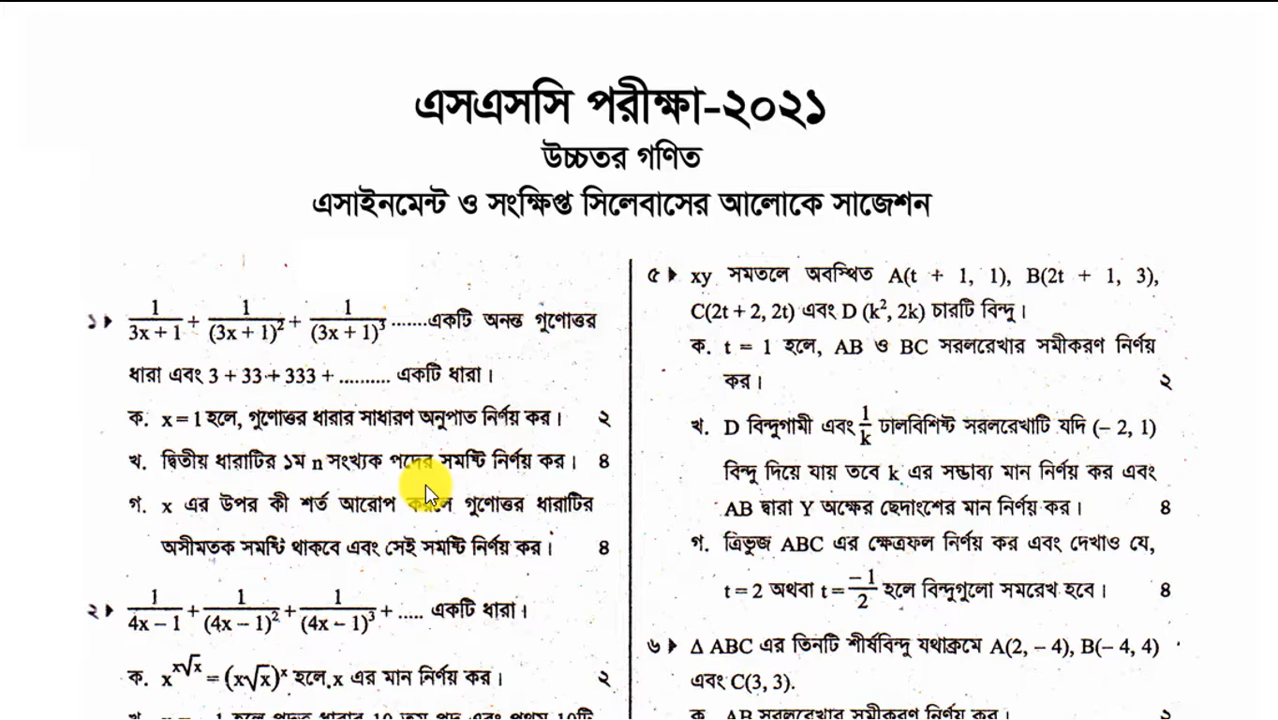 এসএসসি পরীক্ষা-২০২১
উচ্চতর গণিত
এসাইনমেন্ট ও সংক্ষিপ্ত সিলেবাসের আলোকে সাজেশন
১▶ 1/(3x + 1) + 1/(3x + 1)² + 1/(3x + 1)³ .......একটি অনন্ত গুণোত্তর
ধারা এবং 3 + 33 + 333 + .......... একটি ধারা।
ক. x = 1 হলে, গুণোত্তর ধারার সাধারণ অনুপাত নির্ণয় কর। ২
খ. দ্বিতীয় ধারাটির ১ম n সংখ্যক পদের সমষ্টি নির্ণয় কর। ৪
গ. x এর উপর কী শর্ত আরোপ করলে গুণোত্তর ধারাটির
অসীমতক সমষ্টি থাকবে এবং সেই সমষ্টি নির্ণয় কর। ৪
২▶ 1/(4x – 1) + 1/(4x – 1)² + 1/(4x – 1)³ + ..... একটি ধারা।
ক. x^(x√x) = (x√x)^x হলে, x এর মান নির্ণয় কর। ২
৫▶ xy সমতলে অবস্থিত A(t + 1, 1), B(2t + 1, 3),
C(2t + 2, 2t) এবং D (k², 2k) চারটি বিন্দু।
ক. t = 1 হলে, AB ও BC সরলরেখার সমীকরণ নির্ণয়
কর। ২
খ. D বিন্দুগামী এবং 1/k ঢালবিশিষ্ট সরলরেখাটি যদি (– 2, 1)
বিন্দু দিয়ে যায় তবে k এর সম্ভাব্য মান নির্ণয় কর এবং
AB দ্বারা Y অক্ষের ছেদাংশের মান নির্ণয় কর। ৪
গ. ত্রিভুজ ABC এর ক্ষেত্রফল নির্ণয় কর এবং দেখাও যে,
t = 2 অথবা t = –1/2 হলে বিন্দুগুলো সমরেখ হবে। ৪
৬▶ Δ ABC এর তিনটি শীর্ষবিন্দু যথাক্রমে A(2, – 4), B(– 4, 4)
এবং C(3, 3).
ক. AB সরলরেখার সমীকরণ নির্ণয় কর। ২